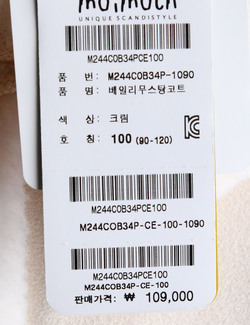 moimoln
UNIQUE SCANDISTYLE
M244C0B34PCE100
품 번: M244C0B34P-1090
품 명: 베일리무스탕코트
색 상: 크림
호 칭: 100 (90-120)
M244C0B34PCE100
M244C0B34P-CE-100-1090
M244C0B34PCE100
M244C0B34P-CE-100
판매가격: ₩ 109,000